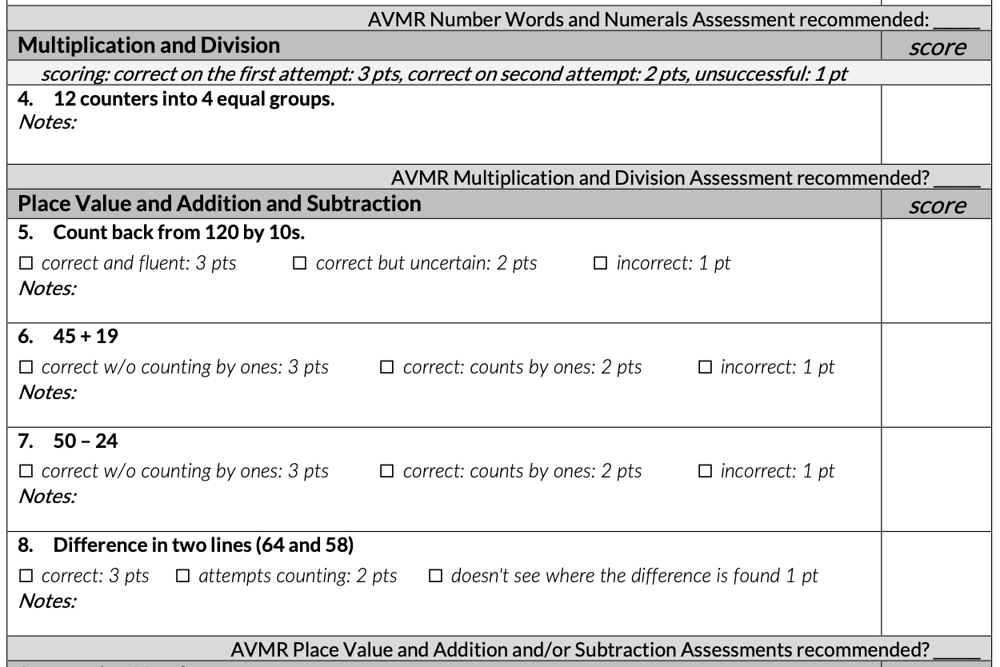 AVMR Number Words and Numerals Assessment recommended: _____
Multiplication and Division score
scoring: correct on the first attempt: 3 pts, correct on second attempt: 2 pts, unsuccessful: 1 pt
4. 12 counters into 4 equal groups.
Notes:
AVMR Multiplication and Division Assessment recommended? _____
Place Value and Addition and Subtraction score
5. Count back from 120 by 10s.
☐ correct and fluent: 3 pts ☐ correct but uncertain: 2 pts ☐ incorrect: 1 pt
Notes:
6. 45 + 19
☐ correct w/o counting by ones: 3 pts ☐ correct: counts by ones: 2 pts ☐ incorrect: 1 pt
Notes:
7. 50 – 24
☐ correct w/o counting by ones: 3 pts ☐ correct: counts by ones: 2 pts ☐ incorrect: 1 pt
Notes:
8. Difference in two lines (64 and 58)
☐ correct: 3 pts ☐ attempts counting: 2 pts ☐ doesn't see where the difference is found 1 pt
Notes:
AVMR Place Value and Addition and/or Subtraction Assessments recommended? _____